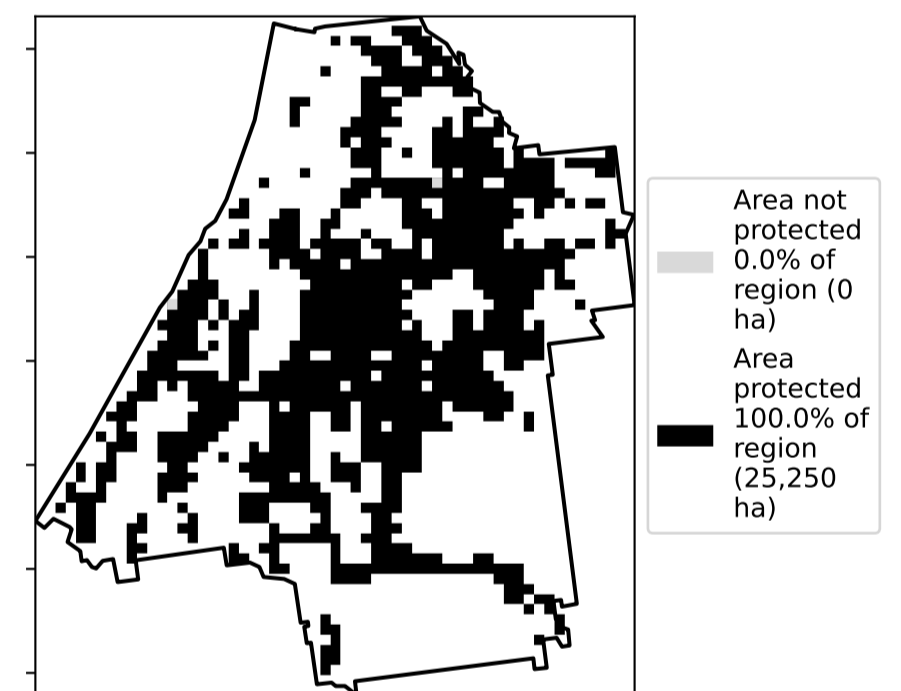 Area not
protected
0.0% of
region (0
ha)
Area
protected
100.0% of
region
(25,250
ha)